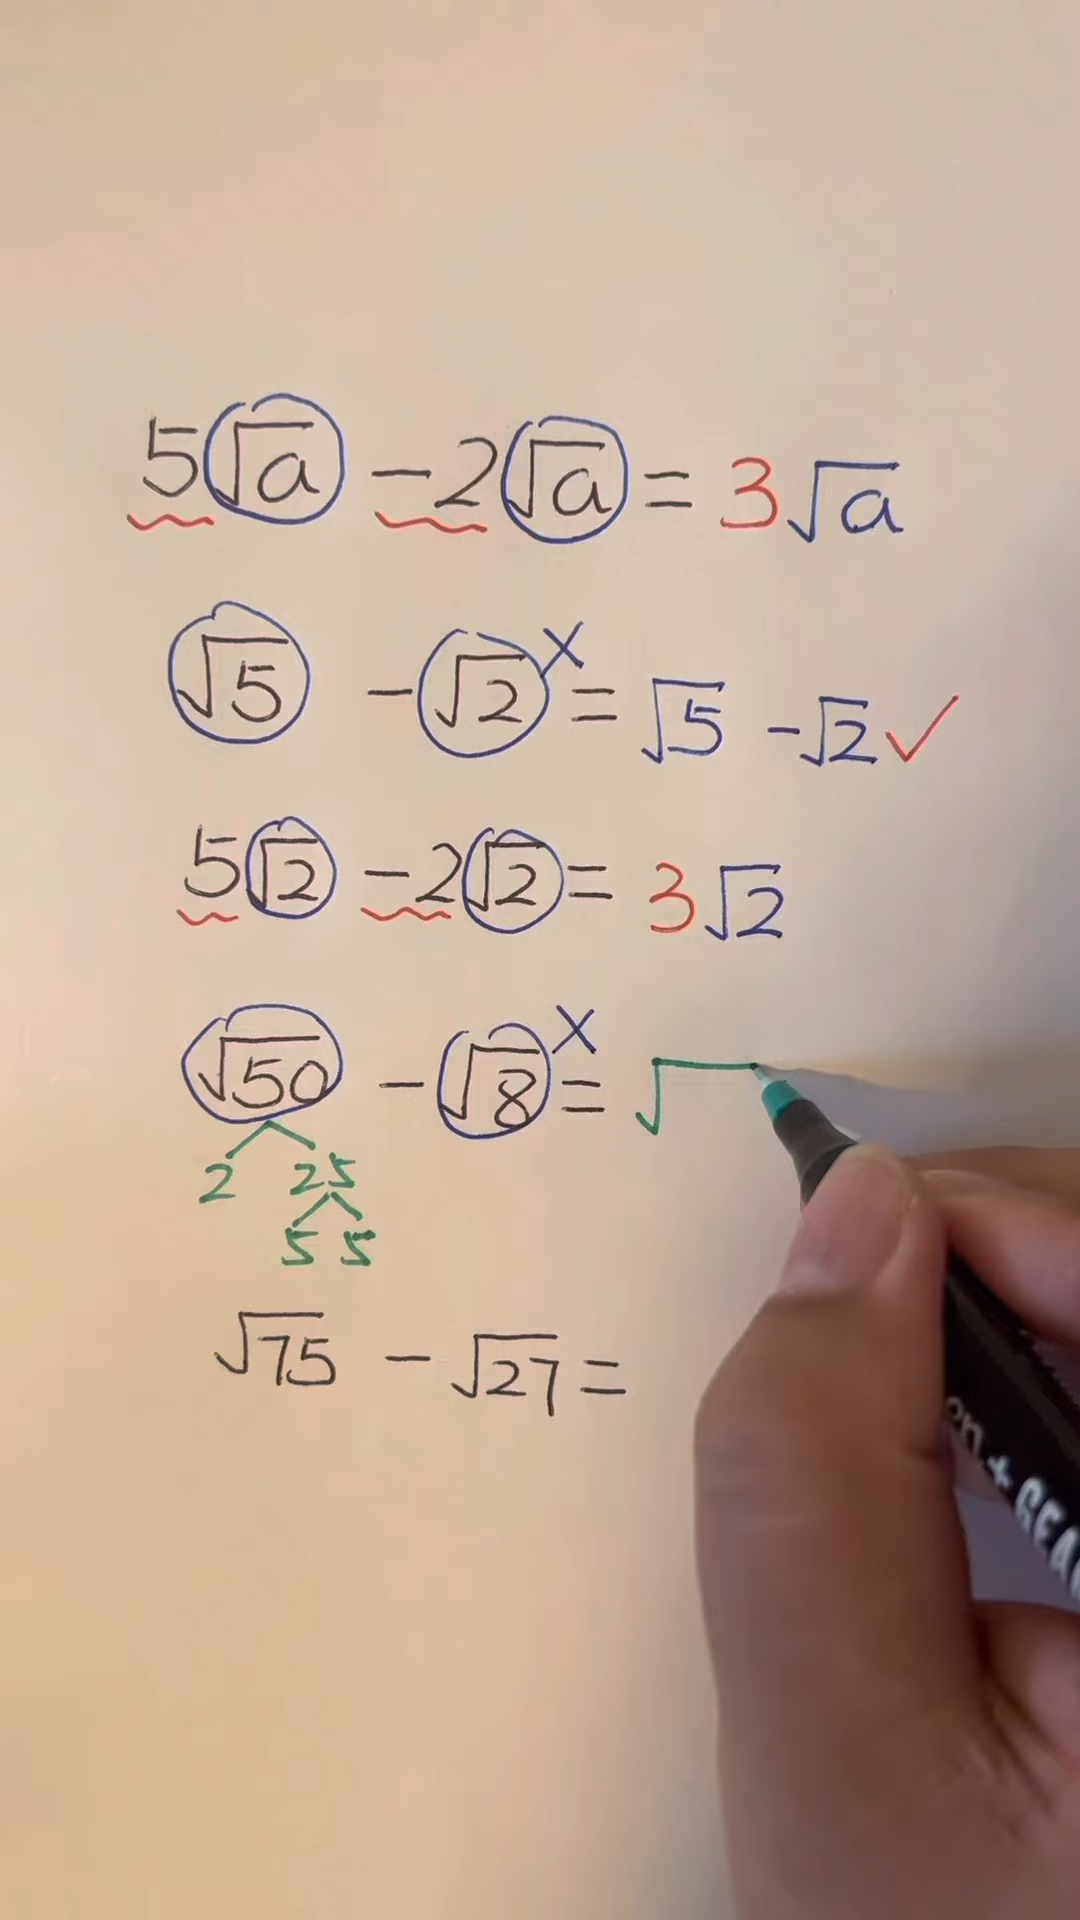 5√a - 2√a = 3√a
√5 - √2 x = √5 - √2 ✓
5√2 - 2√2 = 3√2
√50 - √8 x = √
2 25
5 5
√75 - √27 =